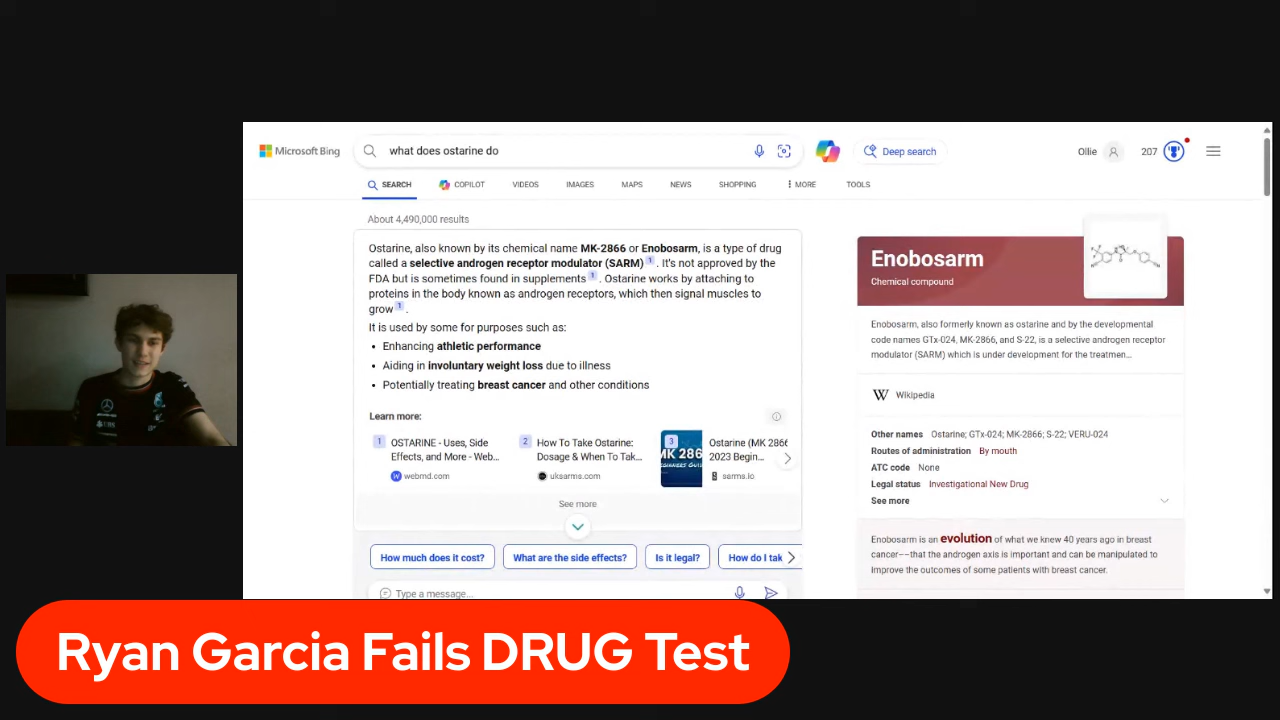 Microsoft Bing
what does ostarine do
Deep search
Ollie
207
SEARCH
COPILOT
VIDEOS
IMAGES
MAPS
NEWS
SHOPPING
MORE
TOOLS
About 4,490,000 results
Ostarine, also known by its chemical name MK-2866 or Enobosarm, is a type of drug
called a selective androgen receptor modulator (SARM) 1 . It's not approved by the
FDA but is sometimes found in supplements 1 . Ostarine works by attaching to
proteins in the body known as androgen receptors, which then signal muscles to
grow 1 .
It is used by some for purposes such as:
• Enhancing athletic performance
• Aiding in involuntary weight loss due to illness
• Potentially treating breast cancer and other conditions
Learn more:
1 OSTARINE - Uses, Side
Effects, and More - Web...
webmd.com
2 How To Take Ostarine:
Dosage & When To Tak...
uksarms.com
3 Ostarine (MK 286
2023 Begin...
sarms.io
MK 286
See more
How much does it cost?
What are the side effects?
Is it legal?
How do I tak
Type a message...
Enobosarm
Chemical compound
Enobosarm, also formerly known as ostarine and by the developmental
code names GTx-024, MK-2866, and S-22, is a selective androgen receptor
modulator (SARM) which is under development for the treatmen...
W Wikipedia
Other names Ostarine; GTx-024; MK-2866; S-22; VERU-024
Routes of administration By mouth
ATC code None
Legal status Investigational New Drug
See more
Enobosarm is an evolution of what we knew 40 years ago in breast
cancer––that the androgen axis is important and can be manipulated to
improve the outcomes of some patients with breast cancer.
Ryan Garcia Fails DRUG Test